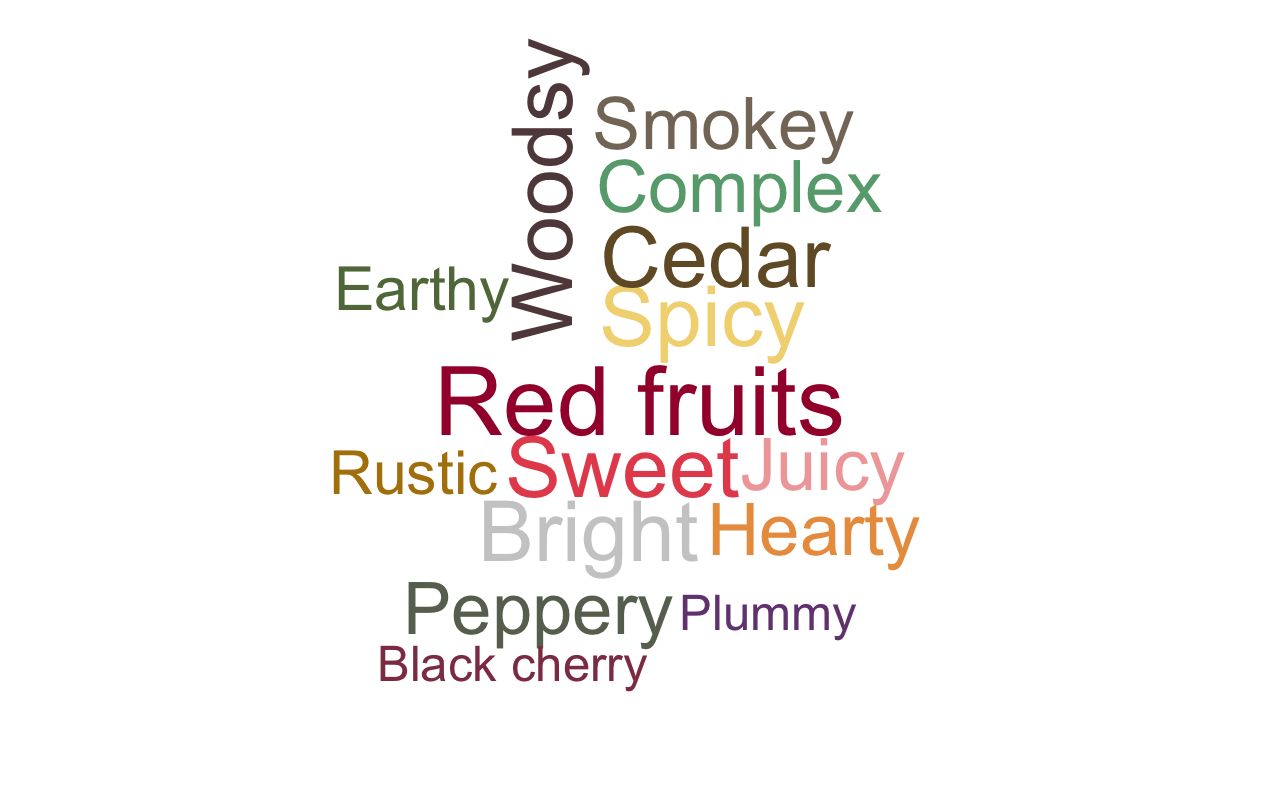 Woodsy
Smokey
Complex
Cedar
Earthy
Spicy
Red fruits
Rustic
Sweet
Juicy
Bright
Hearty
Peppery
Plummy
Black cherry